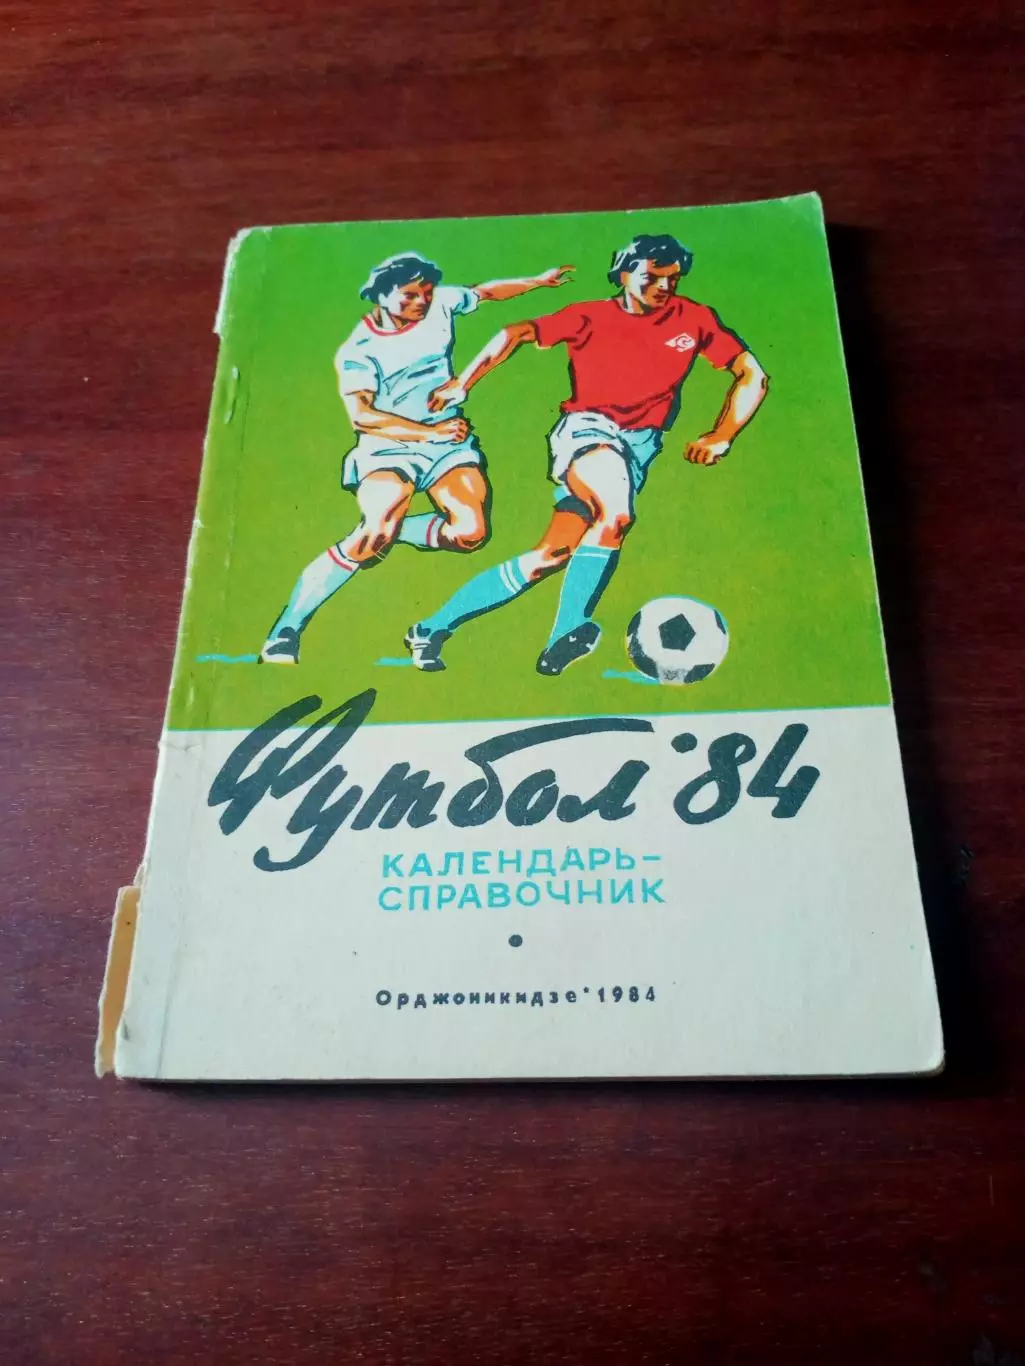 Футбол '84
КАЛЕНДАРЬ-
СПРАВОЧНИК
Орджоникидзе * 1984